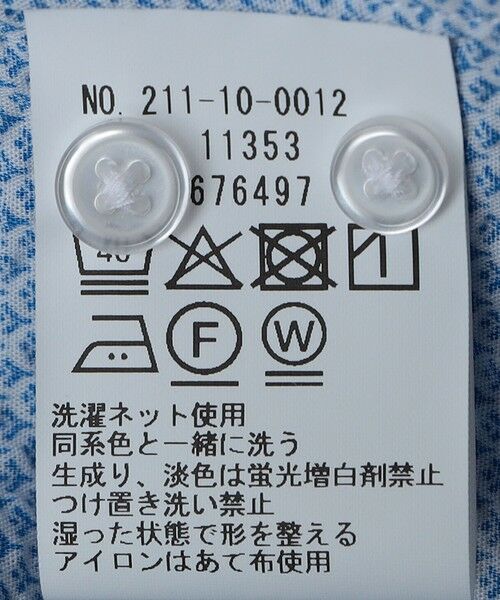 NO. 211-10-0012
11353
676497
40
F W
洗濯ネット使用
同系色と一緒に洗う
生成り、淡色は蛍光増白剤禁止
つけ置き洗い禁止
湿った状態で形を整える
アイロンはあて布使用